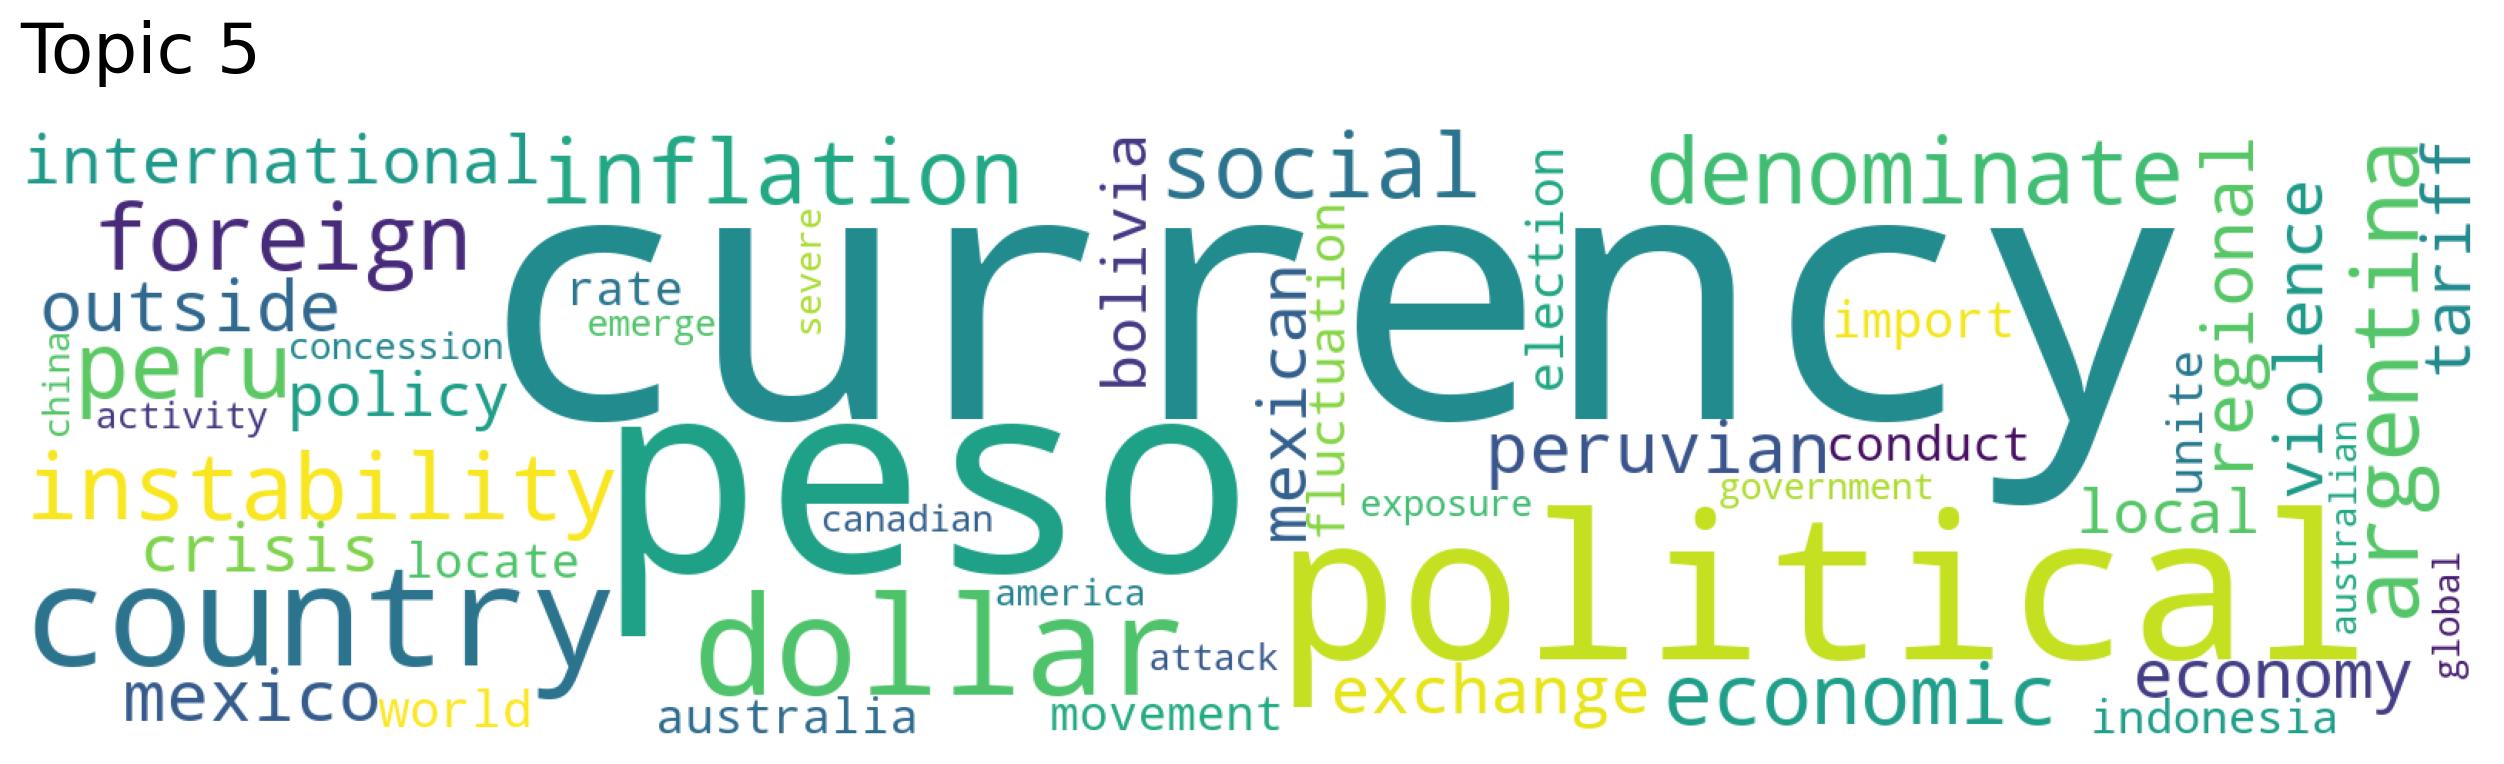 Topic 5
international
inflation
bolivia
social
election
denominate
regional
argentina
tariff
foreign
severe
currency
fluctuation
mexican
violence
outside
rate
emerge
import
china
peru
concession
policy
activity
unite
peso
peruvian
conduct
instability
canadian
exposure
government
local
australian
crisis
locate
political
country
america
dollar
attack
global
mexico
world
australia
movement
exchange
economic
economy
indonesia